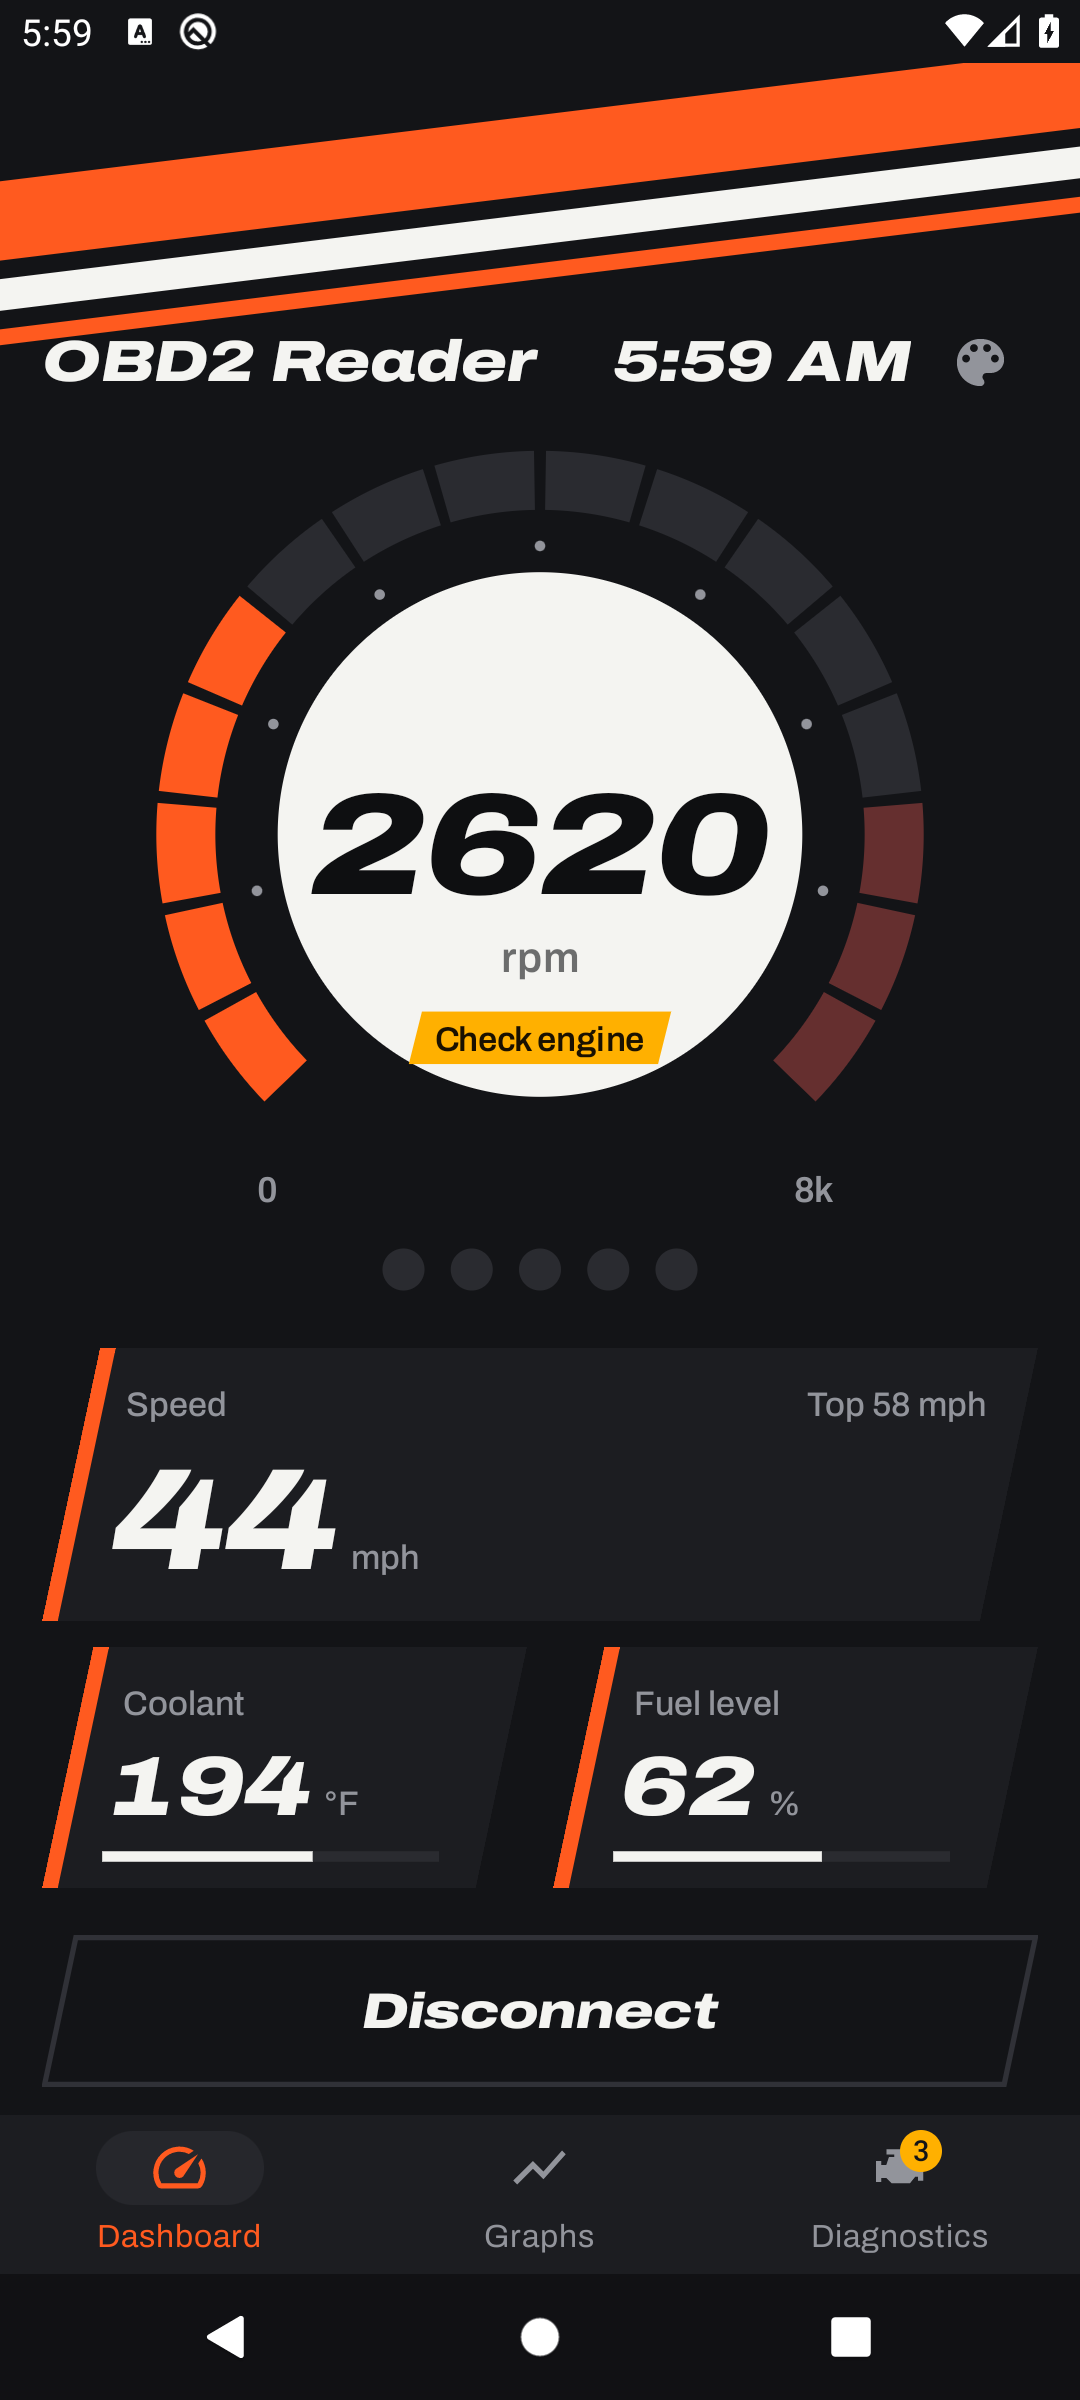 5:59
OBD2 Reader 5:59 AM
2620
rpm
Check engine
0 8k
Speed Top 58 mph
44 mph
Coolant Fuel level
194 °F 62 %
Disconnect
3
Dashboard Graphs Diagnostics